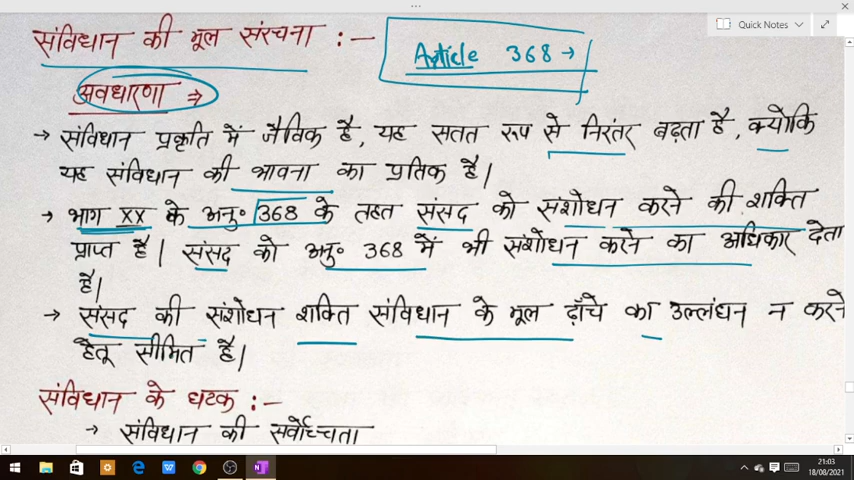 Quick Notes
संविधान की मूल संरचना :-
Article 368 →
अवधारणा ⇒
→ संविधान प्रकृति में जैविक है, यह सतत रूप से निरंतर बढ़ता है, क्योकि
यह संविधान की भावना का प्रतिक है।
→ भाग XX के अनु॰ 368 के तहत संसद को संशोधन करने की शक्ति
प्राप्त है। संसद को अनु॰ 368 में भी संशोधन करने का अधिकार देता
है।
→ संसद की संशोधन शक्ति संविधान के मूल ढ़ाँचे का उल्लंघन न करने
हेतू सीमित है।
संविधान के घटक :-
→ संविधान की सर्वोच्चता
21:03
18/08/2021